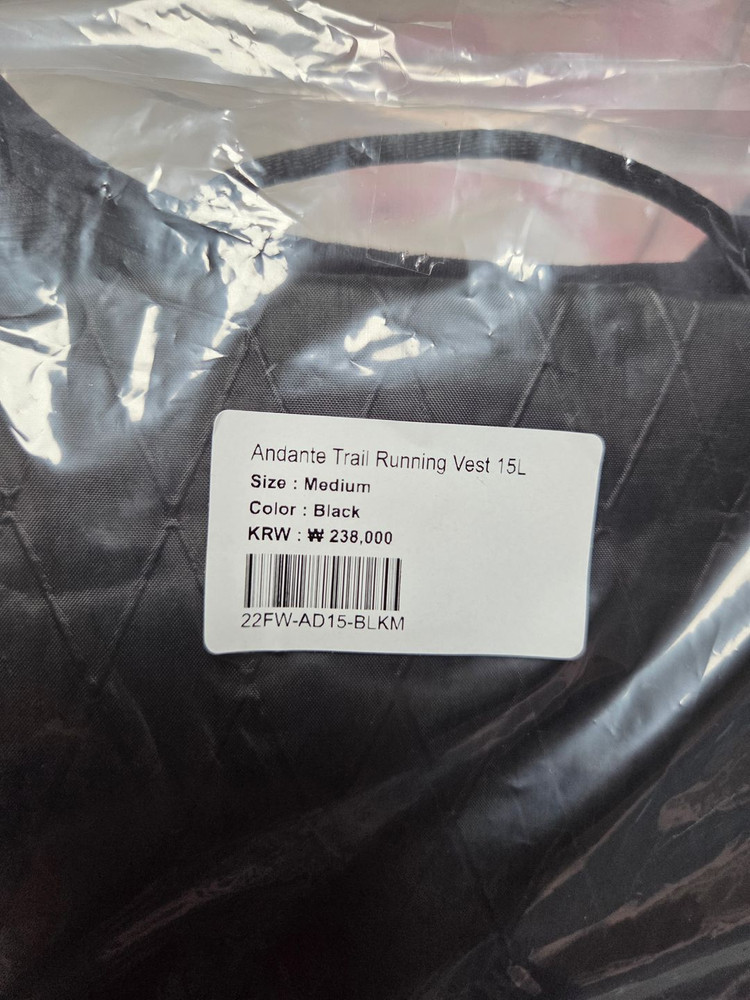 Andante Trail Running Vest 15L
Size : Medium
Color : Black
KRW : ₩ 238,000
22FW-AD15-BLKM